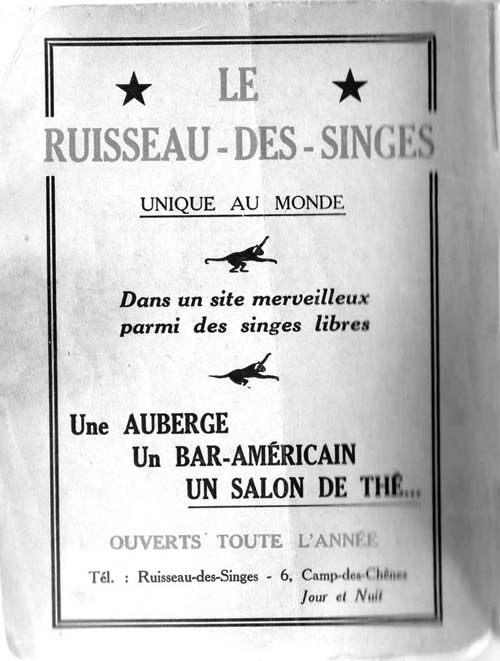 LE
RUISSEAU-DES-SINGES
UNIQUE AU MONDE
Dans un site merveilleux
parmi des singes libres
Une AUBERGE
Un BAR-AMÉRICAIN
UN SALON DE THÉ...
OUVERTS TOUTE L'ANNÉE
Tél. : Ruisseau-des-Singes - 6, Camp-des-Chênes
Jour et Nuit